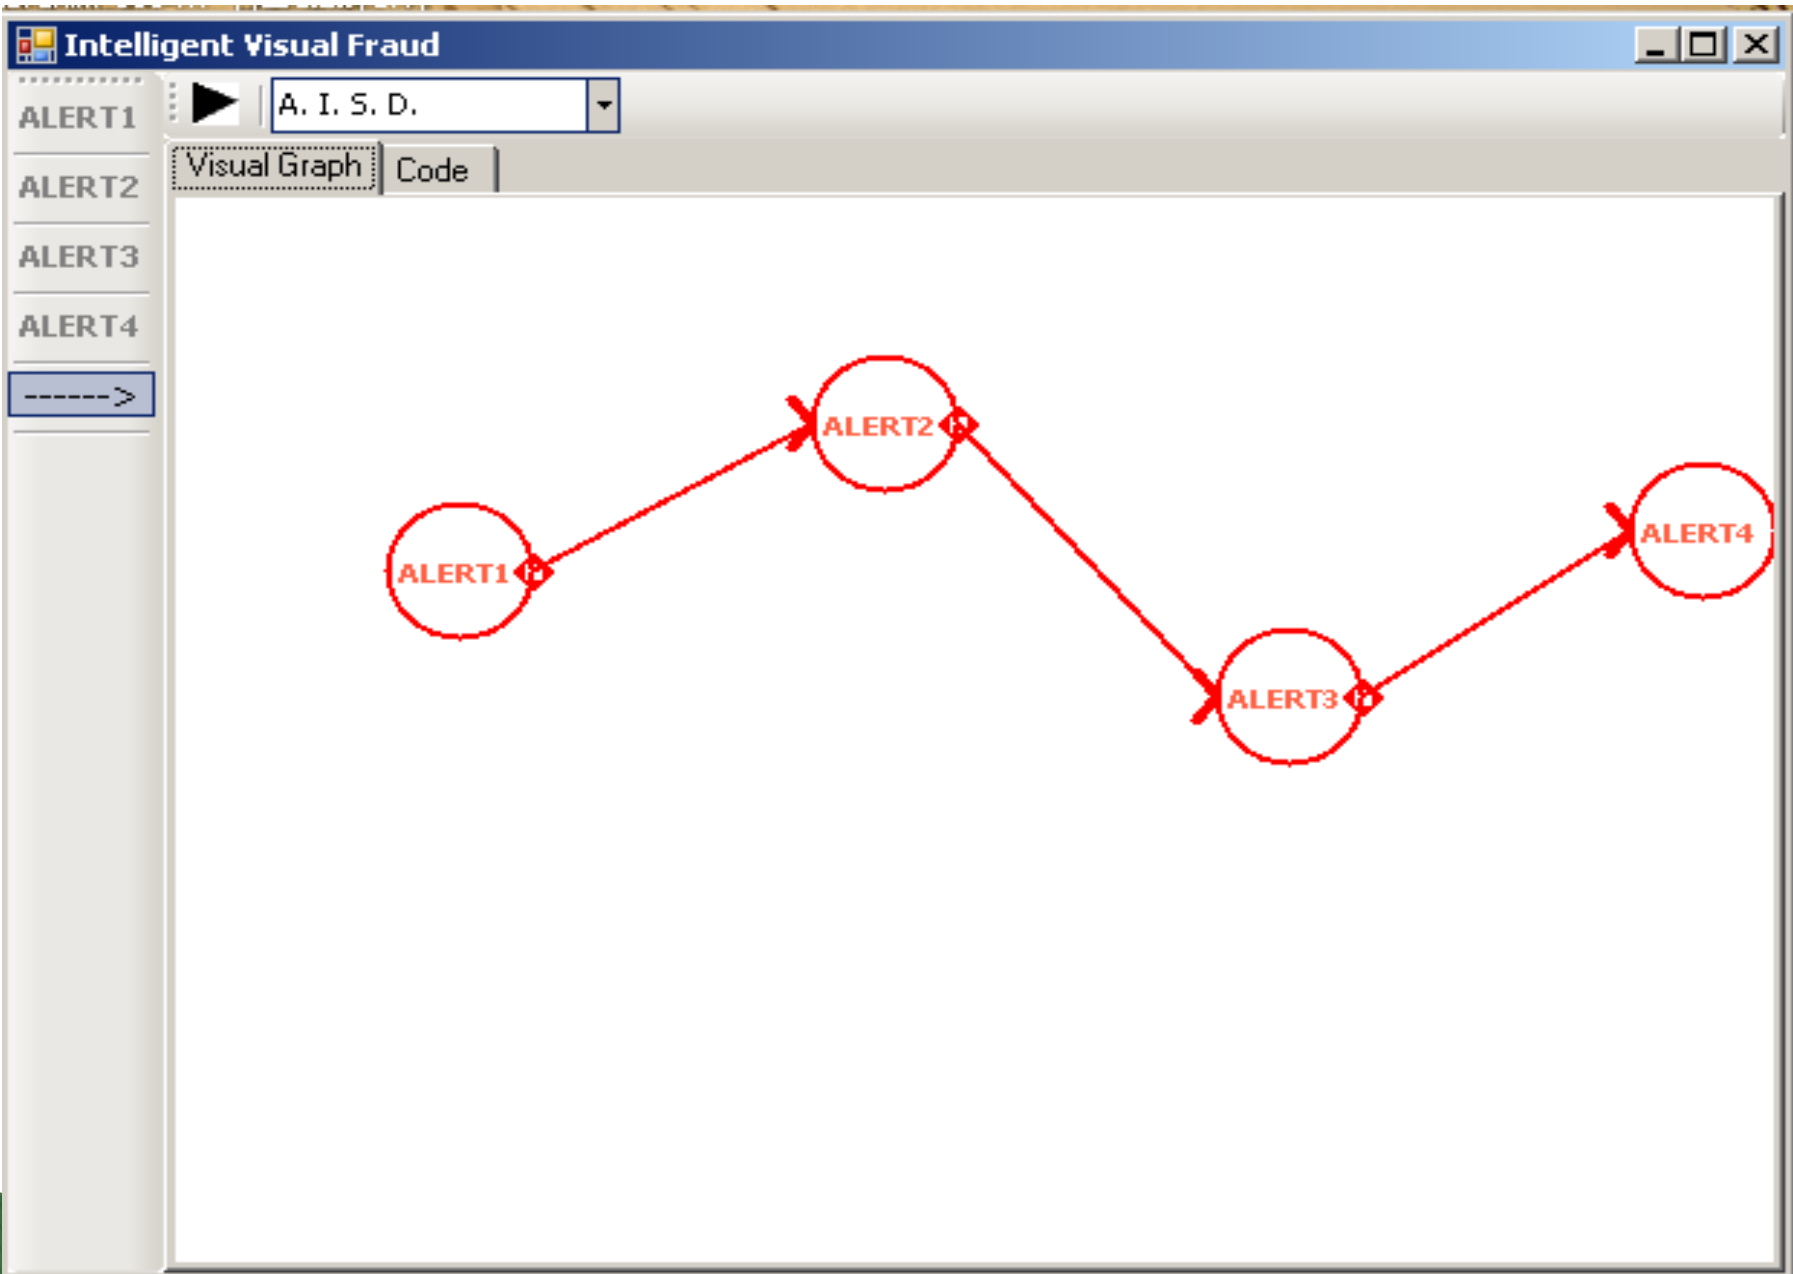 Intelligent Visual Fraud
ALERT1
ALERT2
ALERT3
ALERT4
------>
A. I. S. D.
Visual Graph
Code
ALERT2
ALERT4
ALERT1
ALERT3